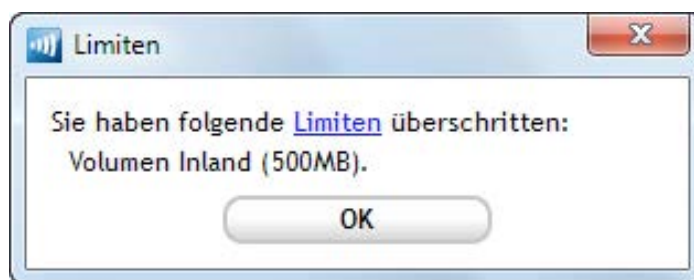 Limiten
Sie haben folgende Limiten überschritten:
Volumen Inland (500MB).
OK